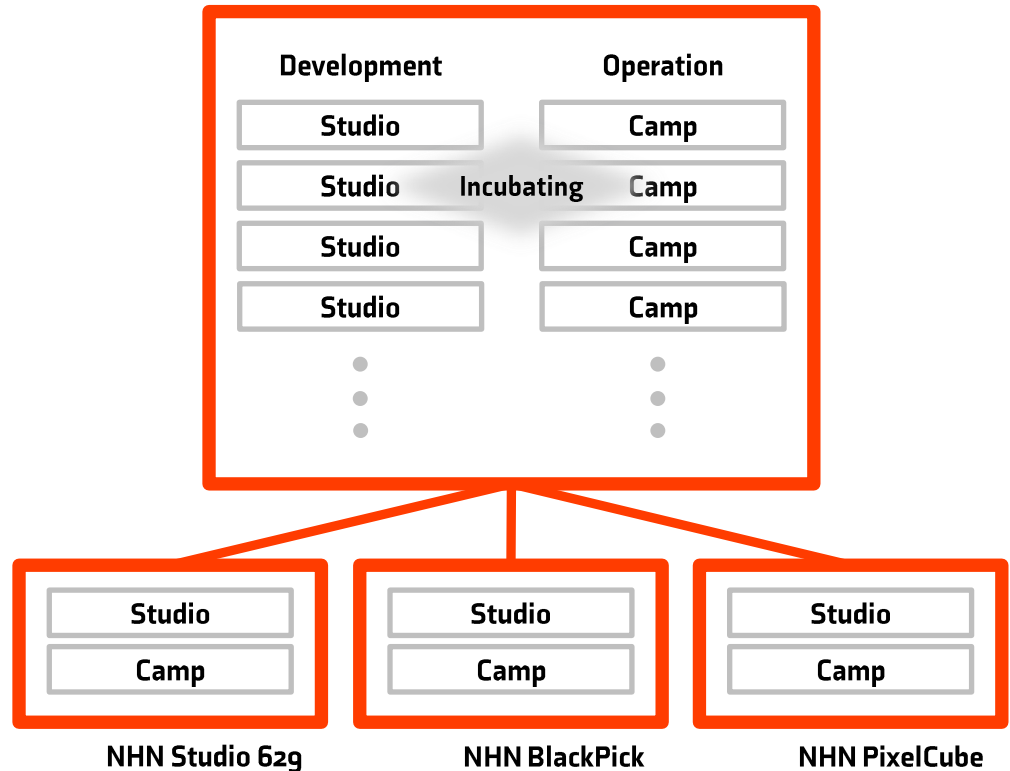 Development Operation
Studio Camp
Studio Incubating Camp
Studio Camp
Studio Camp
Studio Studio Studio
Camp Camp Camp
NHN Studio 629 NHN BlackPick NHN PixelCube